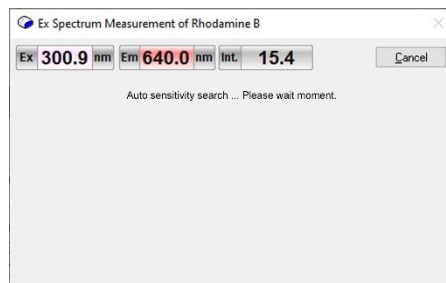 Ex Spectrum Measurement of Rhodamine B
Ex 300.9 nm Em 640.0 nm Int. 15.4 Cancel
Auto sensitivity search ... Please wait moment.